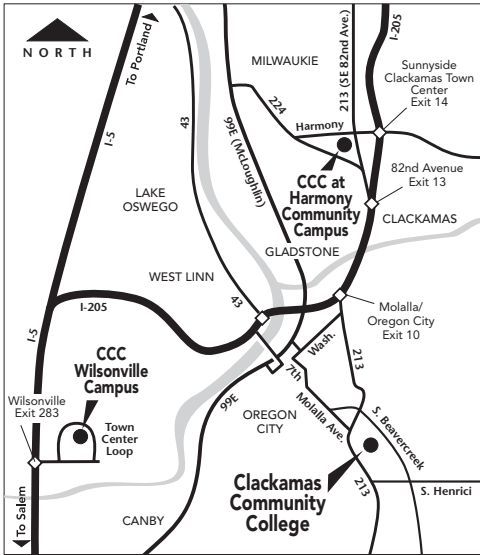 NORTH
To Portland
I-5
43
MILWAUKIE
224
99E (McLoughlin)
213 (SE 82nd Ave.)
I-205
Sunnyside
Clackamas Town
Center
Exit 14
Harmony
82nd Avenue
Exit 13
CCC at
Harmony
Community
Campus
CLACKAMAS
LAKE
OSWEGO
GLADSTONE
WEST LINN
43
I-205
Molalla/
Oregon City
Exit 10
I-5
CCC
Wilsonville
Campus
Wilsonville
Exit 283
Town
Center
Loop
Wash.
7th
213
99E
OREGON
CITY
Molalla Ave.
S. Beavercreek
Clackamas
Community
College
213
S. Henrici
To Salem
CANBY